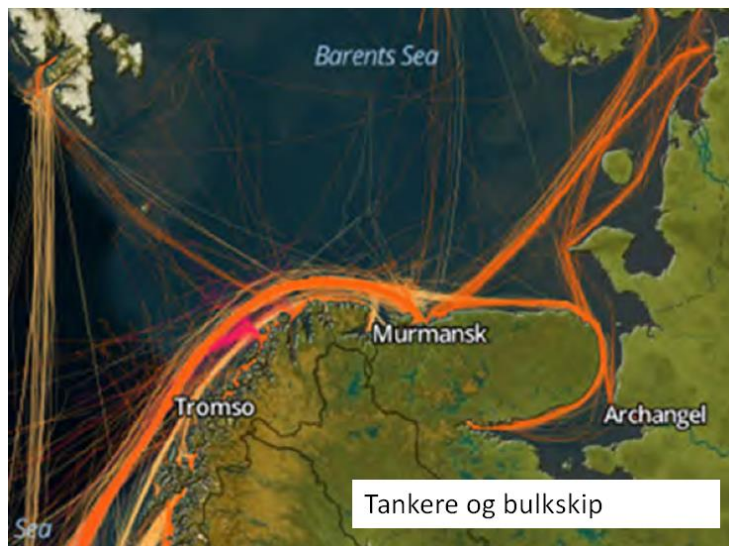 Barents Sea
Murmansk
Tromso
Archangel
Sea
Tankere og bulkskip